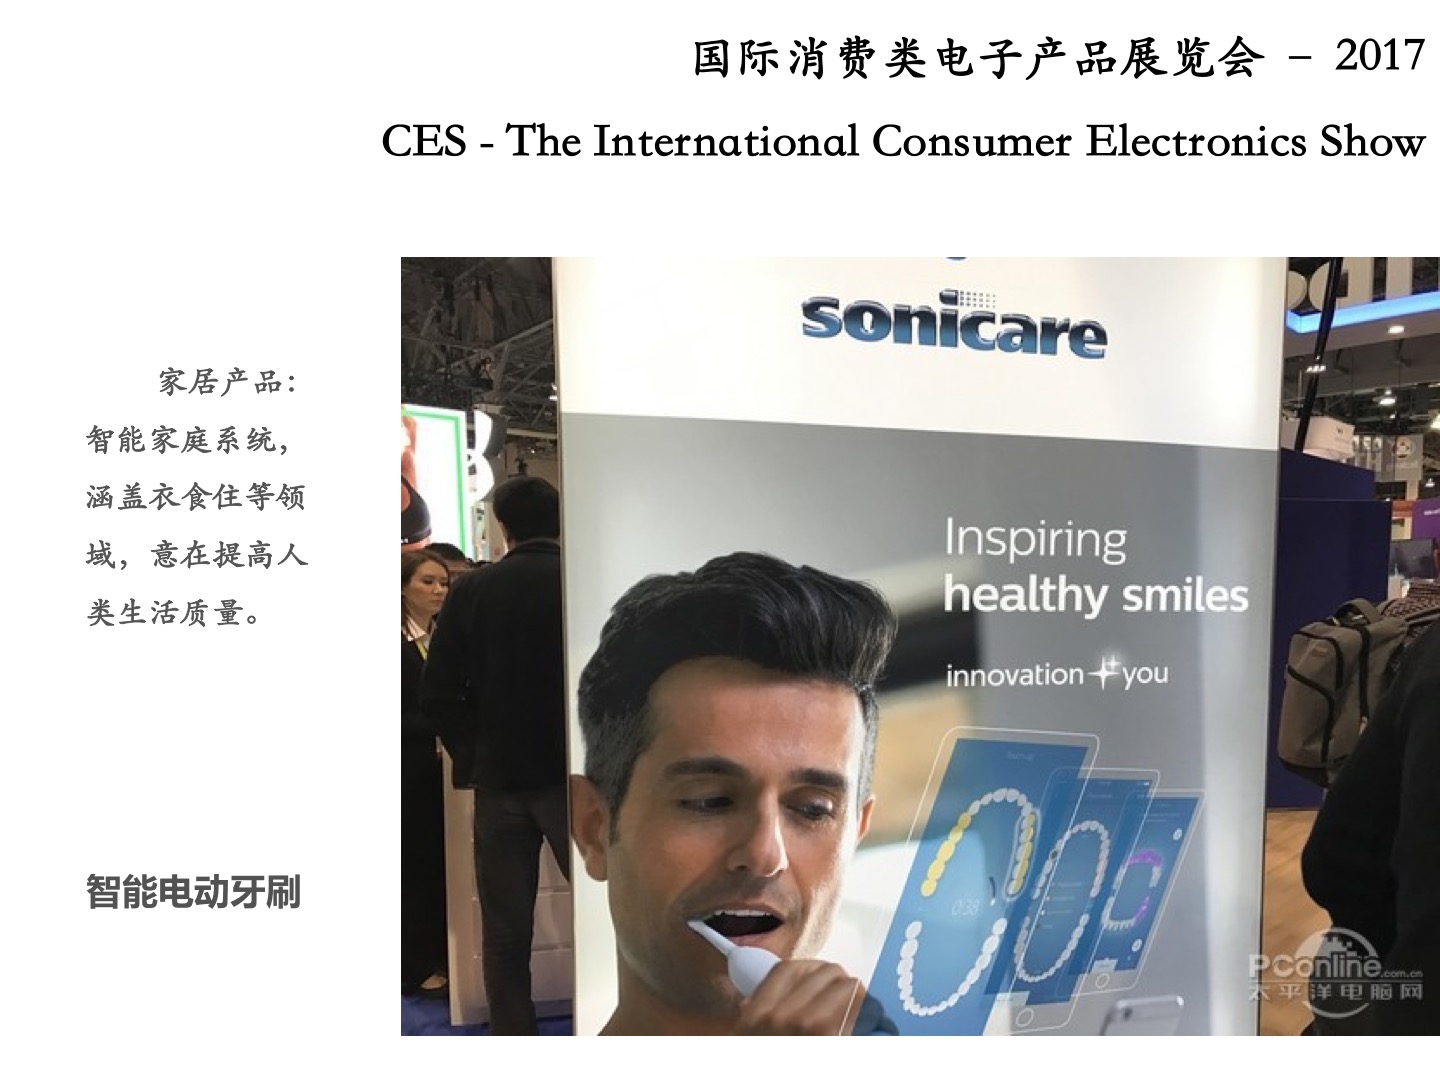 国际消费类电子产品展览会 – 2017
CES - The International Consumer Electronics Show
家居产品：
智能家庭系统，
涵盖衣食住等领
域，意在提高人
类生活质量。
智能电动牙刷
sonicare
Inspiring
healthy smiles
innovation you
0:38
PConline.com.cn
太平洋电脑网